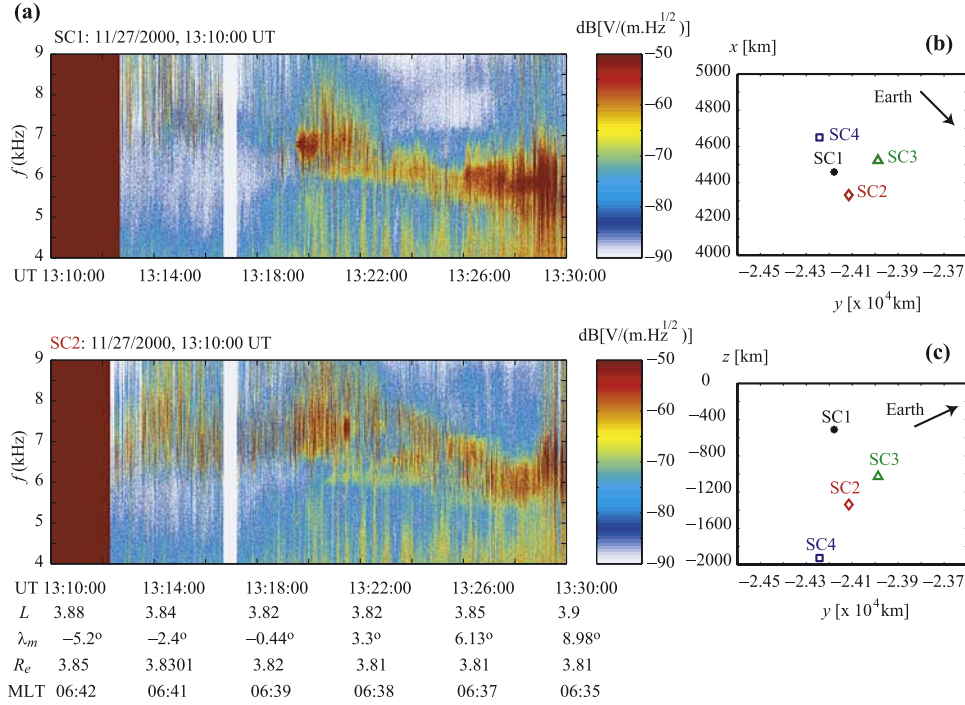 (a)
SC1: 11/27/2000, 13:10:00 UT
dB[V/(m.Hz^1/2)]
9
8
7
6
5
4
f (kHz)
−50
−60
−70
−80
−90
UT 13:10:00 13:14:00 13:18:00 13:22:00 13:26:00 13:30:00
(b)
x [km]
5000
4800
4600
4400
4200
4000
Earth
SC4
SC1
SC3
SC2
−2.45 −2.43 −2.41 −2.39 −2.37
y [x 10^4 km]
SC2: 11/27/2000, 13:10:00 UT
dB[V/(m.Hz^1/2)]
9
8
7
6
5
4
f (kHz)
−50
−60
−70
−80
−90
(c)
z [km]
0
−400
−800
−1200
−1600
−2000
Earth
SC1
SC3
SC2
SC4
−2.45 −2.43 −2.41 −2.39 −2.37
y [x 10^4 km]
UT 13:10:00 13:14:00 13:18:00 13:22:00 13:26:00 13:30:00
L 3.88 3.84 3.82 3.82 3.85 3.9
λm −5.2° −2.4° −0.44° 3.3° 6.13° 8.98°
Re 3.85 3.8301 3.82 3.81 3.81 3.81
MLT 06:42 06:41 06:39 06:38 06:37 06:35